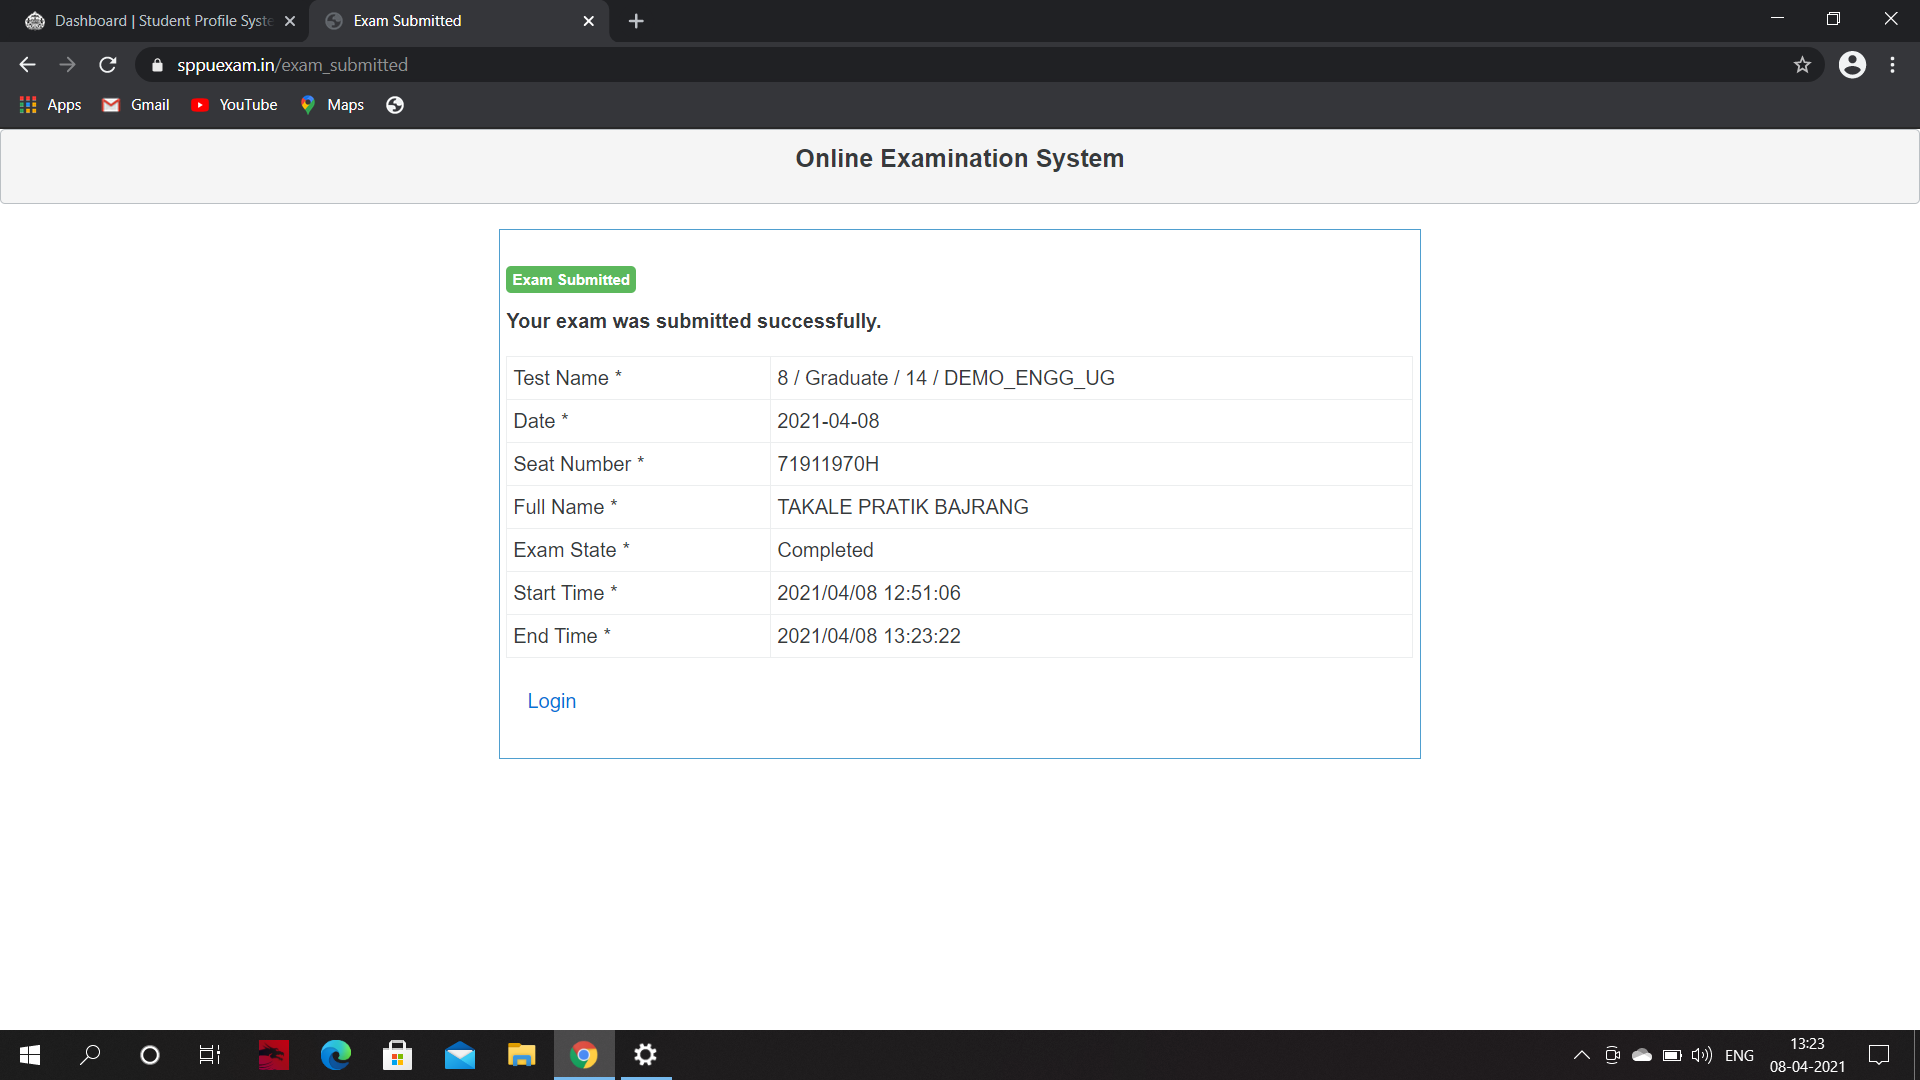 Dashboard | Student Profile Syste
Exam Submitted
sppuexam.in/exam_submitted
Apps Gmail YouTube Maps
Online Examination System
Exam Submitted
Your exam was submitted successfully.
Test Name * 8 / Graduate / 14 / DEMO_ENGG_UG
Date * 2021-04-08
Seat Number * 71911970H
Full Name * TAKALE PRATIK BAJRANG
Exam State * Completed
Start Time * 2021/04/08 12:51:06
End Time * 2021/04/08 13:23:22
Login
ENG
13:23
08-04-2021